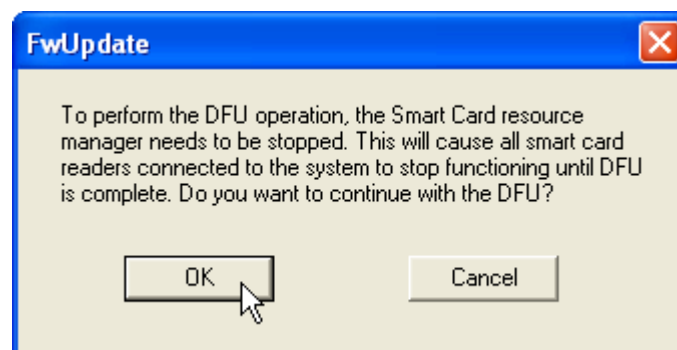 FwUpdate
To perform the DFU operation, the Smart Card resource
manager needs to be stopped. This will cause all smart card
readers connected to the system to stop functioning until DFU
is complete. Do you want to continue with the DFU?
OK
Cancel